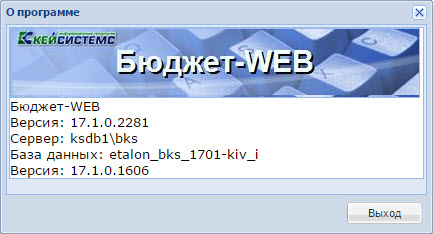 О программе
КЕЙСИСТЕМС
Бюджет-WEB
Бюджет-WEB
Версия: 17.1.0.2281
Сервер: ksdb1\bks
База данных: etalon_bks_1701-kiv_i
Версия: 17.1.0.1606
Выход